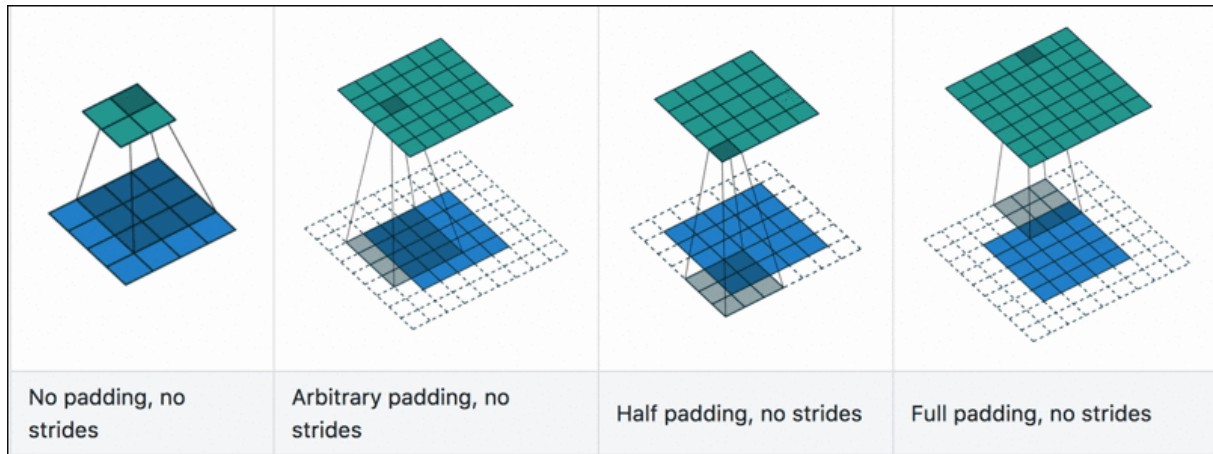 No padding, no
strides
Arbitrary padding, no
strides
Half padding, no strides
Full padding, no strides